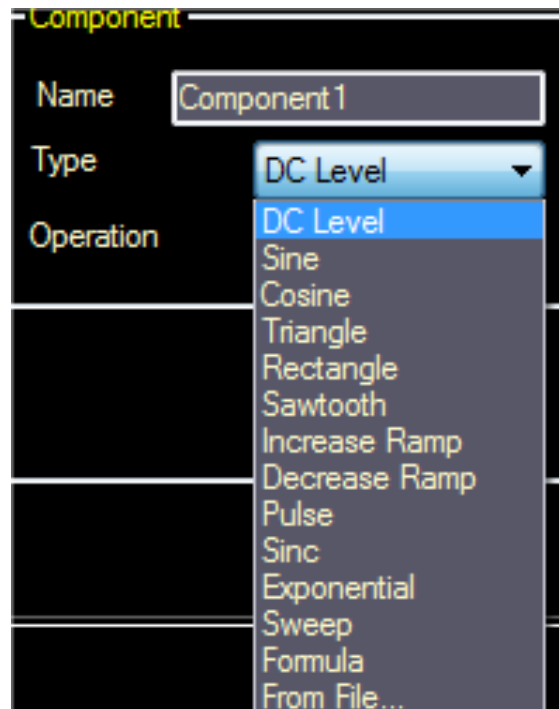 Component
Name Component1
Type DC Level
Operation
DC Level
Sine
Cosine
Triangle
Rectangle
Sawtooth
Increase Ramp
Decrease Ramp
Pulse
Sinc
Exponential
Sweep
Formula
From File...